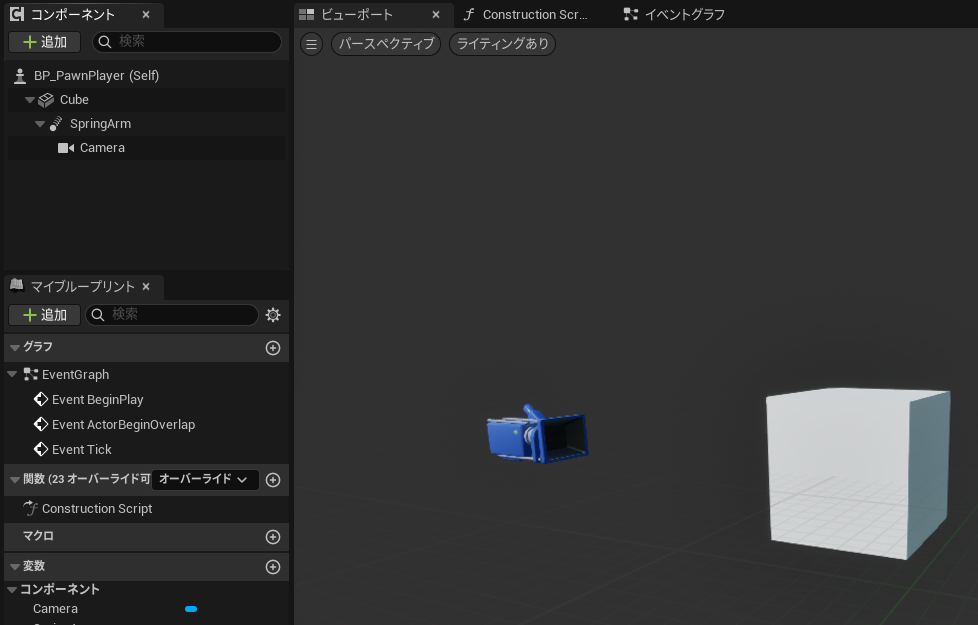 コンポーネント
追加
検索
BP_PawnPlayer (Self)
Cube
SpringArm
Camera
マイブループリント
追加
検索
グラフ
EventGraph
Event BeginPlay
Event ActorBeginOverlap
Event Tick
関数 (23 オーバーライド可 オーバーライド
Construction Script
マクロ
変数
コンポーネント
Camera
ビューポート
Construction Scr...
イベントグラフ
パースペクティブ
ライティングあり